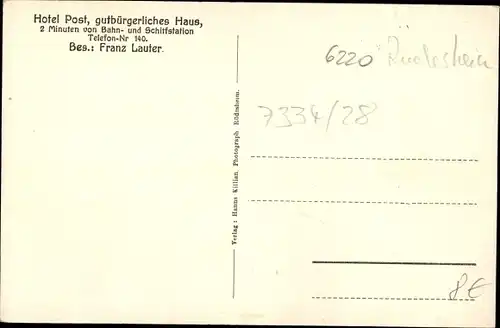 Hotel Post, gutbürgerliches Haus,
2 Minuten von Bahn- und Schiffstation
Telefon-Nr 140.
Bes.: Franz Lauter.
6220 Rüdesheim
7334/28
Verlag: Hanns Killian, Photograph Rüdesheim.
8€